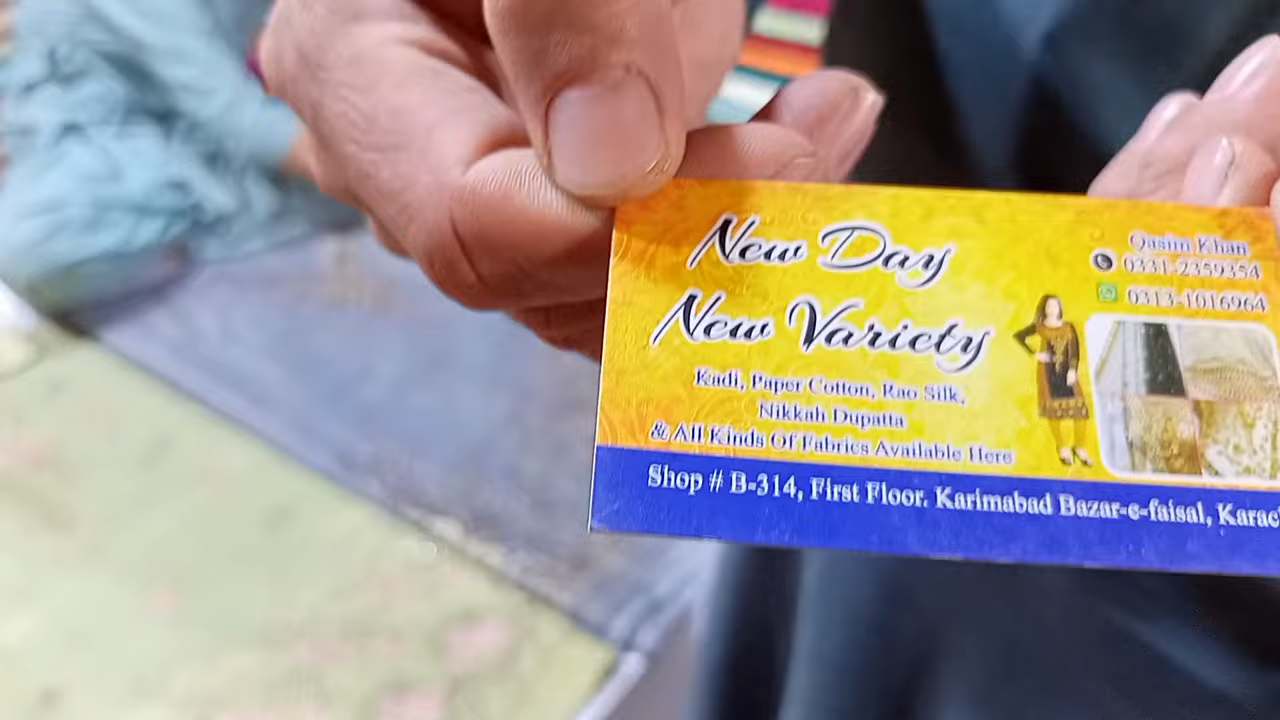 New Day
New Variety
Kadi, Paper Cotton, Rao Silk,
Nikkah Dupatta
& All Kinds Of Fabrics Available Here
Qasim Khan
0331-2359354
0313-1016964
Shop # B-314, First Floor. Karimabad Bazar-e-faisal, Karac